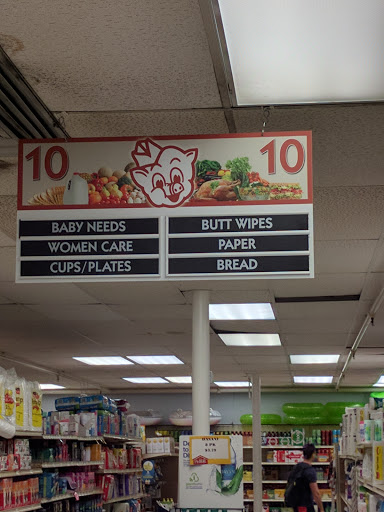 10 10
BABY NEEDS
WOMEN CARE
CUPS/PLATES
BUTT WIPES
PAPER
BREAD